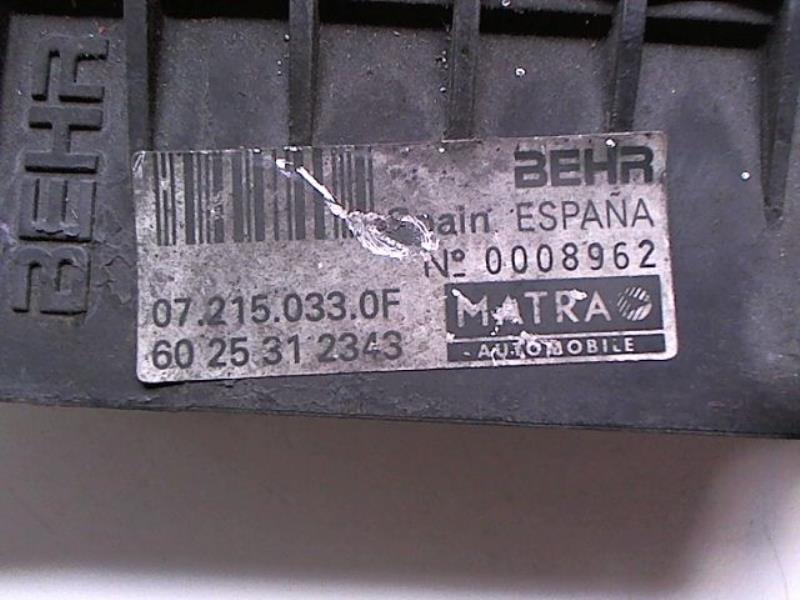 BEHR
BEHR
Spain ESPAÑA
Nº 0008962
07.215.033.0F
60 25 31 2343
MATRA
AUTOMOBILE